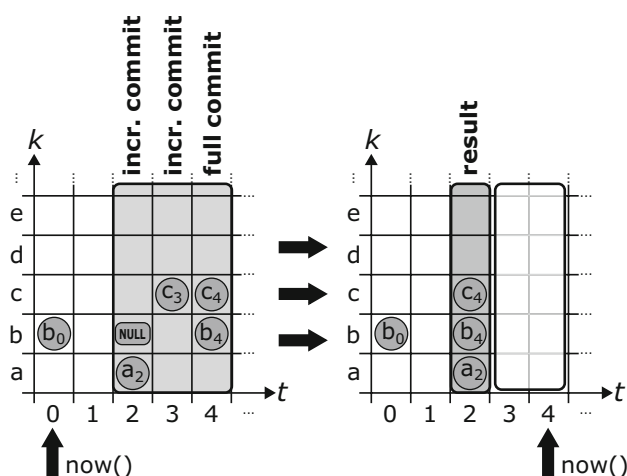 incr. commit
incr. commit
full commit
result
k
k
e
d
c
b
a
e
d
c
b
a
b₀
NULL
a₂
c₃
c₄
b₄
b₀
c₄
b₄
a₂
0 1 2 3 4 ...
t
0 1 2 3 4 ...
t
now()
now()